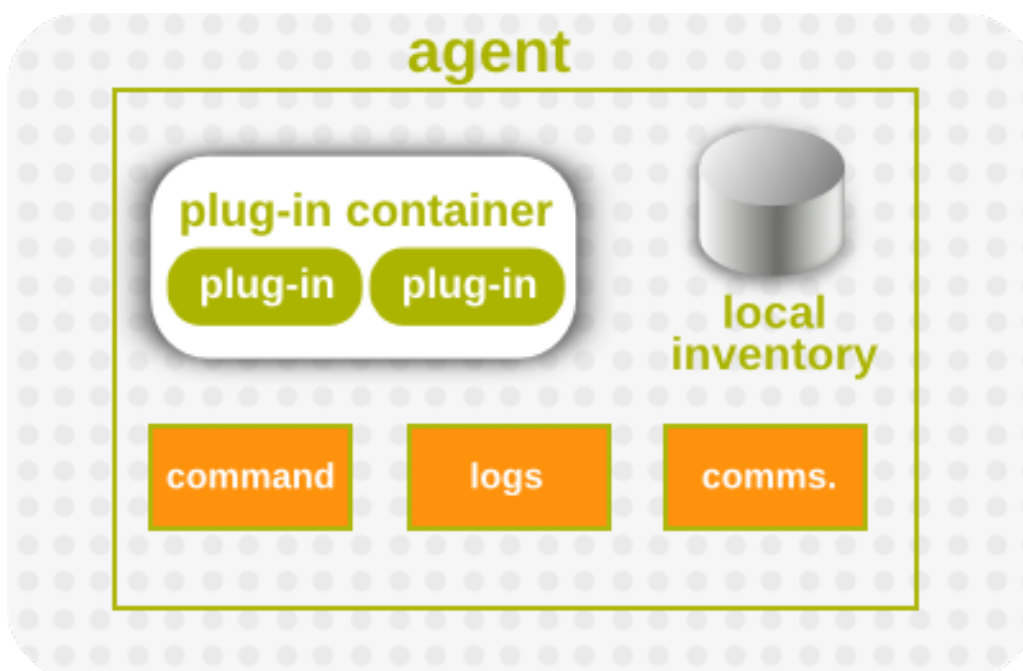 agent
plug-in container
plug-in plug-in
local
inventory
command logs comms.